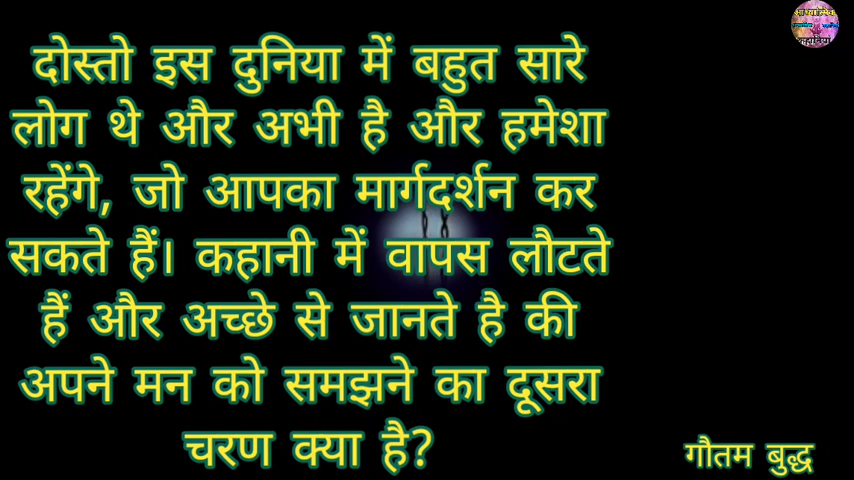 दोस्तो इस दुनिया में बहुत सारे
लोग थे और अभी है और हमेशा
रहेंगे, जो आपका मार्गदर्शन कर
सकते हैं। कहानी में वापस लौटते
हैं और अच्छे से जानते है की
अपने मन को समझने का दूसरा
चरण क्या है?
गौतम बुद्ध